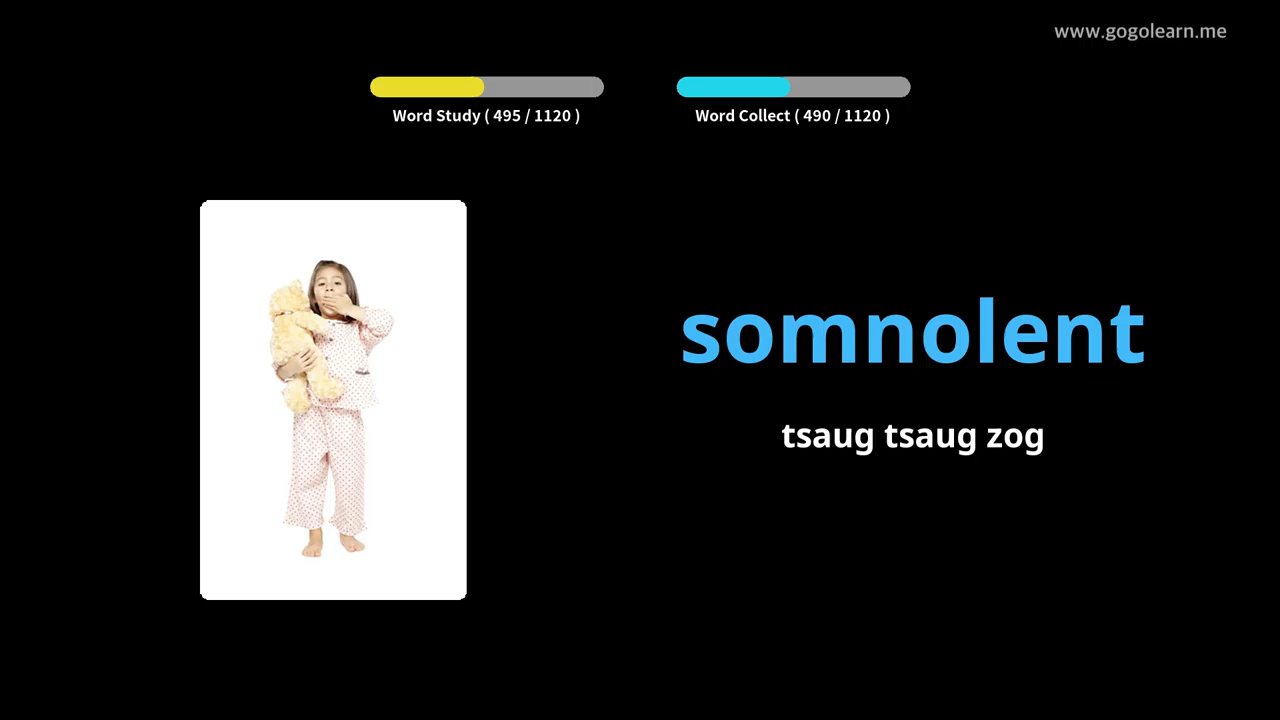 www.gogolearn.me
Word Study ( 495 / 1120 )
Word Collect ( 490 / 1120 )
somnolent
tsaug tsaug zog